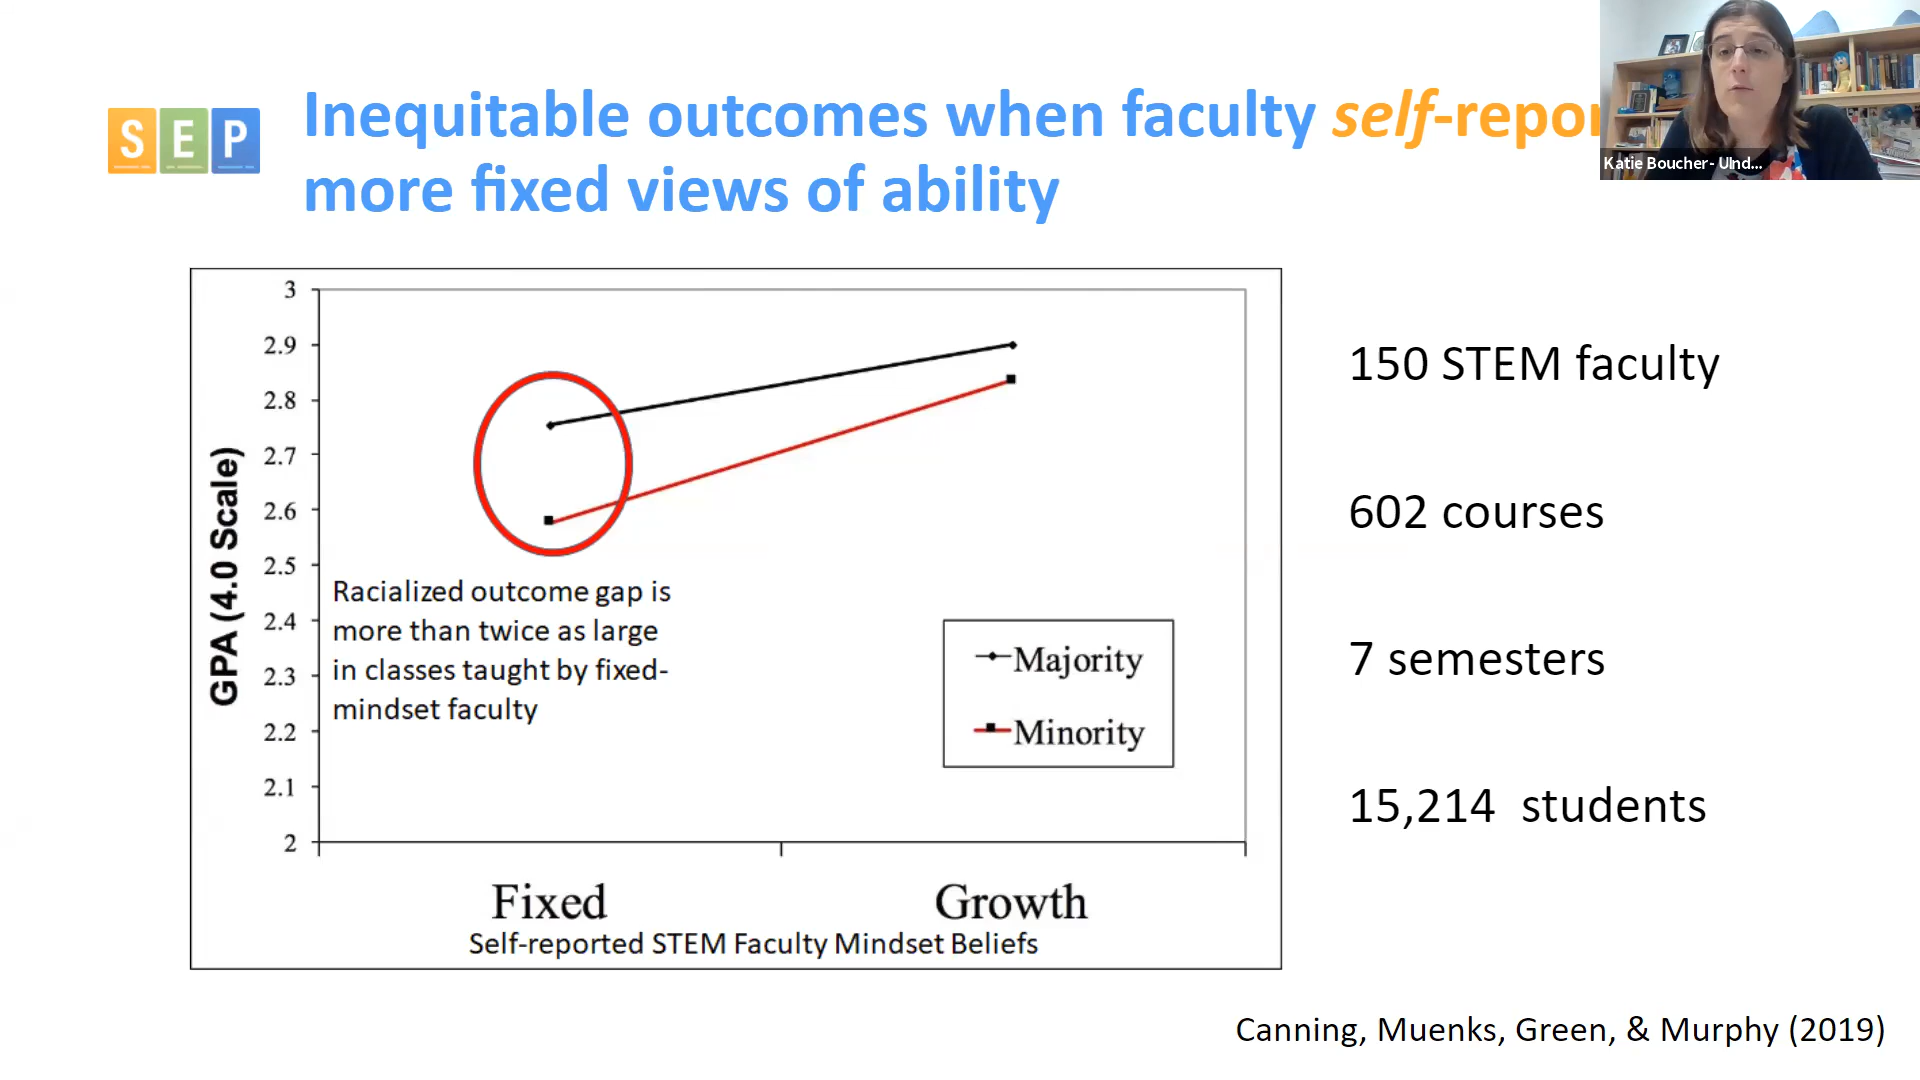 SEP
Inequitable outcomes when faculty self-repor
more fixed views of ability
Katie Boucher- UInd...
3
2.9
2.8
2.7
2.6
2.5
2.4
2.3
2.2
2.1
2
GPA (4.0 Scale)
Racialized outcome gap is
more than twice as large
in classes taught by fixed-
mindset faculty
Majority
Minority
Fixed
Growth
Self-reported STEM Faculty Mindset Beliefs
150 STEM faculty
602 courses
7 semesters
15,214 students
Canning, Muenks, Green, & Murphy (2019)